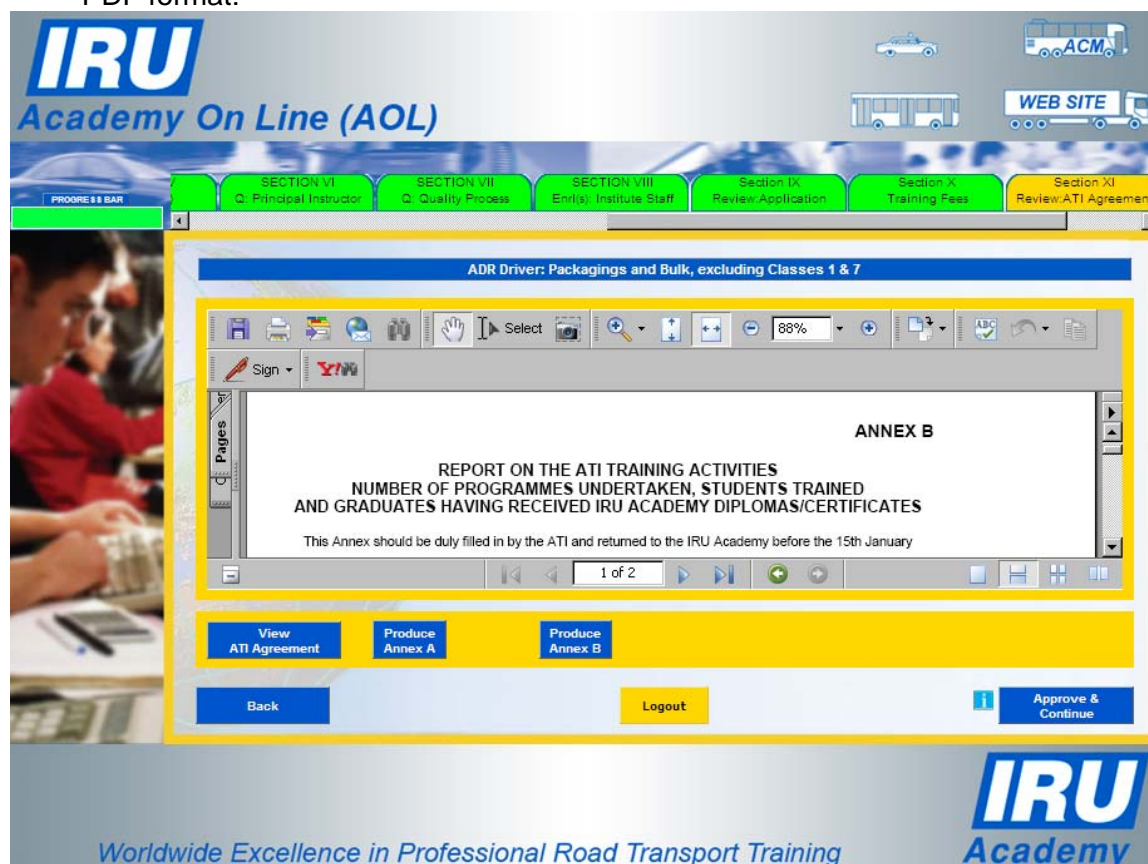 PDF format.
IRU
Academy On Line (AOL)
ACM
WEB SITE
PROGRESS BAR
SECTION VI
Q: Principal Instructor
SECTION VII
Q: Quality Process
SECTION VIII
Enrl(s): Institute Staff
Section IX
Review:Application
Section X
Training Fees
Section XI
Review:ATI Agreemen
ADR Driver: Packagings and Bulk, excluding Classes 1 & 7
Select
88%
ABC
Sign
Y!
Pages
ANNEX B
REPORT ON THE ATI TRAINING ACTIVITIES
NUMBER OF PROGRAMMES UNDERTAKEN, STUDENTS TRAINED
AND GRADUATES HAVING RECEIVED IRU ACADEMY DIPLOMAS/CERTIFICATES
This Annex should be duly filled in by the ATI and returned to the IRU Academy before the 15th January
1 of 2
View
ATI Agreement
Produce
Annex A
Produce
Annex B
Back
Logout
i
Approve &
Continue
IRU
Academy
Worldwide Excellence in Professional Road Transport Training